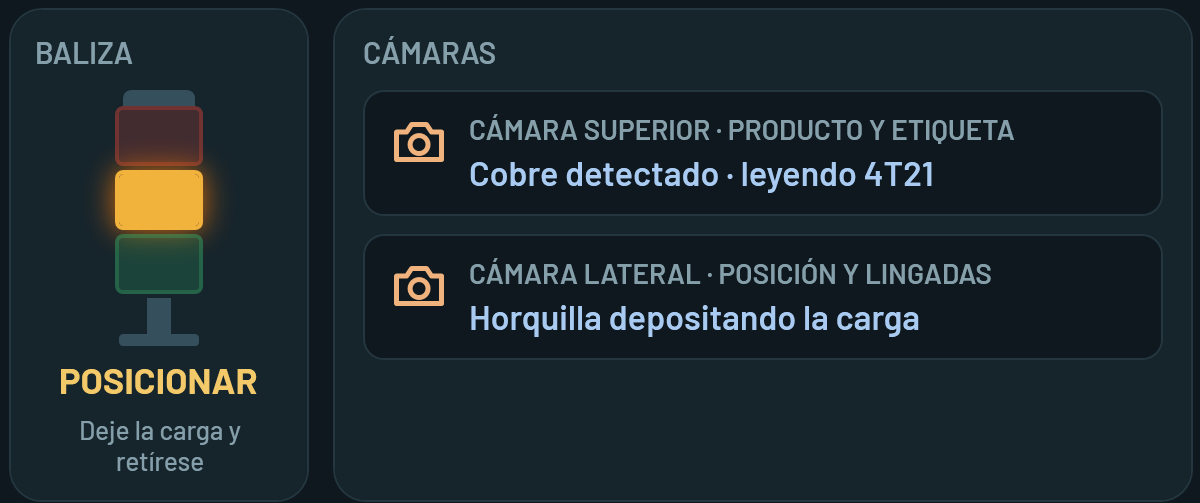 BALIZA
POSICIONAR
Deje la carga y
retírese
CÁMARAS
CÁMARA SUPERIOR · PRODUCTO Y ETIQUETA
Cobre detectado · leyendo 4T21
CÁMARA LATERAL · POSICIÓN Y LINGADAS
Horquilla depositando la carga